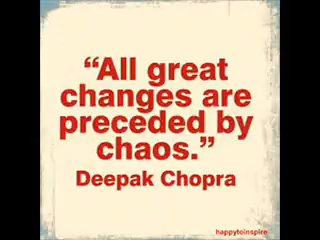 “All great
changes are
preceded by
chaos.”
Deepak Chopra
happytoinspire